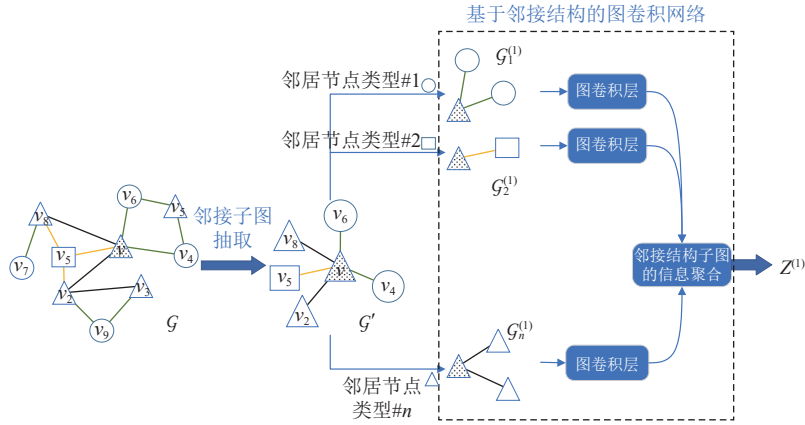 基于邻接结构的图卷积网络
𝒢₁⁽¹⁾
邻居节点类型#1
图卷积层
邻居节点类型#2
图卷积层
𝒢₂⁽¹⁾
v₆
v₅
v₈
邻接子图
抽取
v₆
v₈
v
v₄
v₅
v₇
v₂
v₃
v₉
𝒢
v₅
v
v₄
v₂
𝒢′
邻接结构子图
的信息聚合
Z⁽¹⁾
𝒢ₙ⁽¹⁾
图卷积层
邻居节点
类型#n